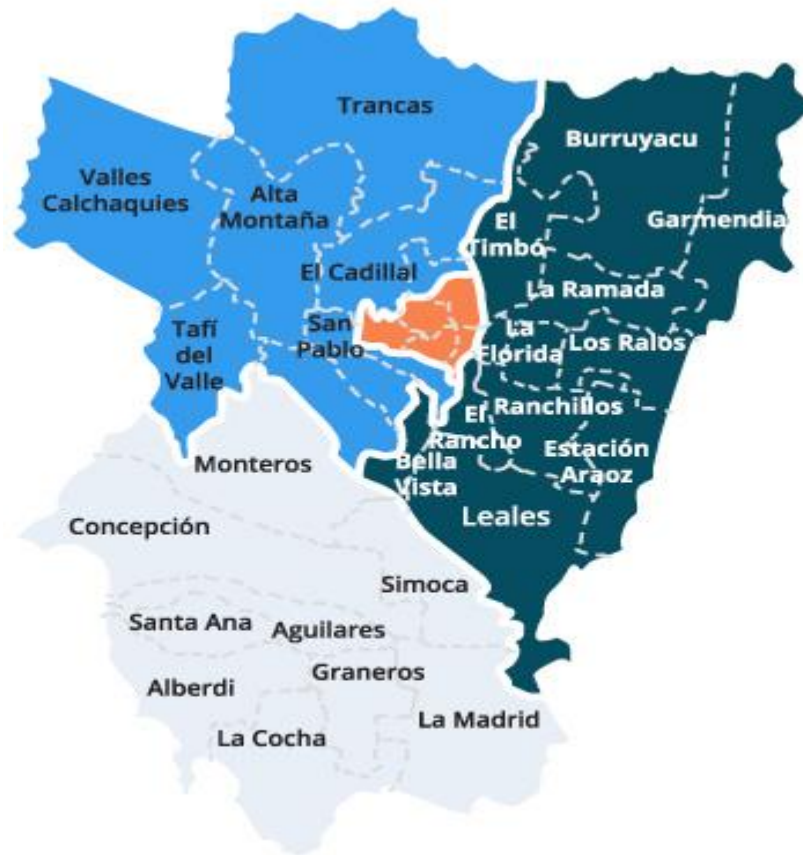 Trancas
Burruyacu
Valles
Calchaquies
Alta
Montaña
Garmendia
El
Timbó
El Cadillal
La Ramada
San
Pablo
Tafí
del
Valle
La
Florida
Los Ralos
Ranchillos
El
Rancho
Bella
Vista
Estación
Araoz
Monteros
Leales
Concepción
Simoca
Santa Ana
Aguilares
Graneros
Alberdi
La Madrid
La Cocha